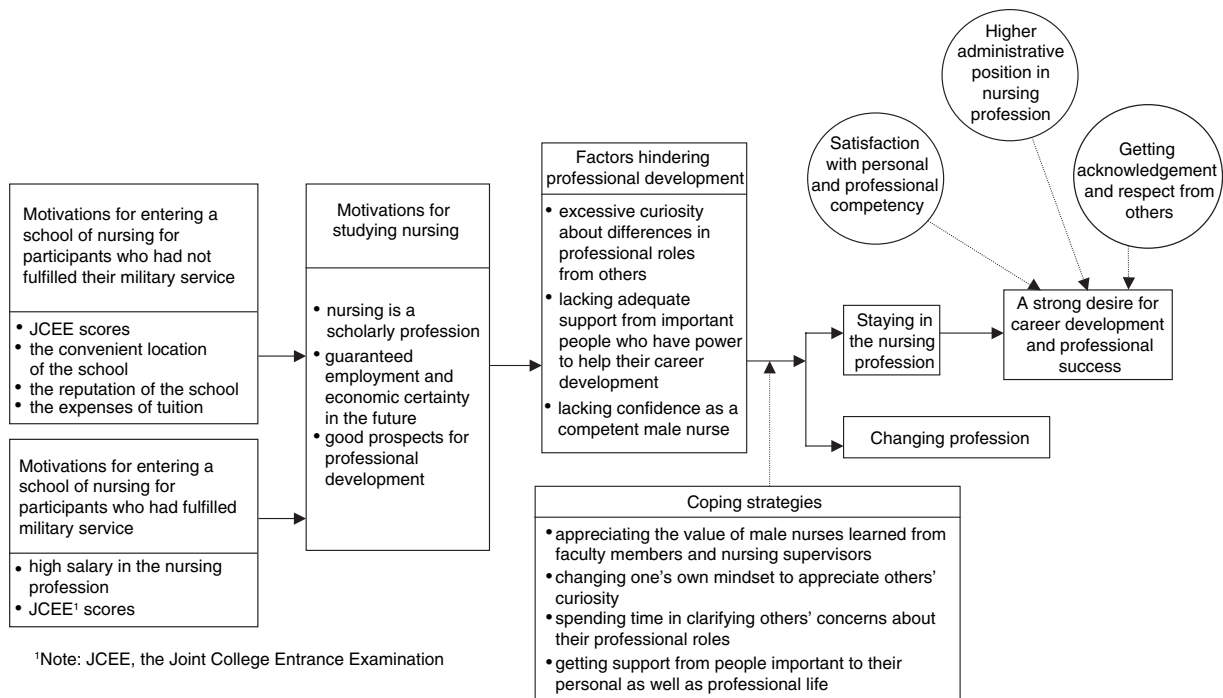 Motivations for entering a
school of nursing for
participants who had not
fulfilled their military service
• JCEE scores
• the convenient location
of the school
• the reputation of the school
• the expenses of tuition
Motivations for entering a
school of nursing for
participants who had fulfilled
military service
• high salary in the nursing
profession
• JCEE¹ scores
¹Note: JCEE, the Joint College Entrance Examination
Motivations for
studying nursing
• nursing is a
scholarly profession
• guaranteed
employment and
economic certainty
in the future
• good prospects for
professional
development
Factors hindering
professional development
• excessive curiosity
about differences in
professional roles
from others
• lacking adequate
support from important
people who have power
to help their career
development
• lacking confidence as a
competent male nurse
Coping strategies
• appreciating the value of male nurses learned from
faculty members and nursing supervisors
• changing one's own mindset to appreciate others'
curiosity
• spending time in clarifying others' concerns about
their professional roles
• getting support from people important to their
personal as well as professional life
Staying in
the nursing
profession
Changing profession
Satisfaction
with personal
and professional
competency
Higher
administrative
position in
nursing
profession
Getting
acknowledgement
and respect from
others
A strong desire for
career development
and professional
success